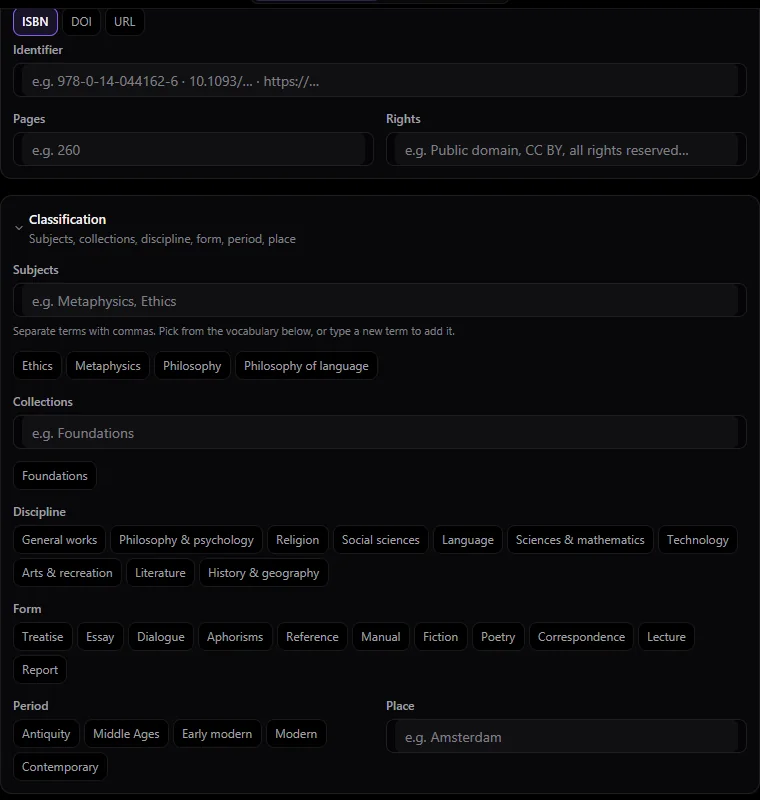 ISBN DOI URL
Identifier
e.g. 978-0-14-044162-6 · 10.1093/... · https://...
Pages Rights
e.g. 260 e.g. Public domain, CC BY, all rights reserved...
Classification
Subjects, collections, discipline, form, period, place
Subjects
e.g. Metaphysics, Ethics
Separate terms with commas. Pick from the vocabulary below, or type a new term to add it.
Ethics Metaphysics Philosophy Philosophy of language
Collections
e.g. Foundations
Foundations
Discipline
General works Philosophy & psychology Religion Social sciences Language Sciences & mathematics Technology
Arts & recreation Literature History & geography
Form
Treatise Essay Dialogue Aphorisms Reference Manual Fiction Poetry Correspondence Lecture
Report
Period Place
Antiquity Middle Ages Early modern Modern e.g. Amsterdam
Contemporary